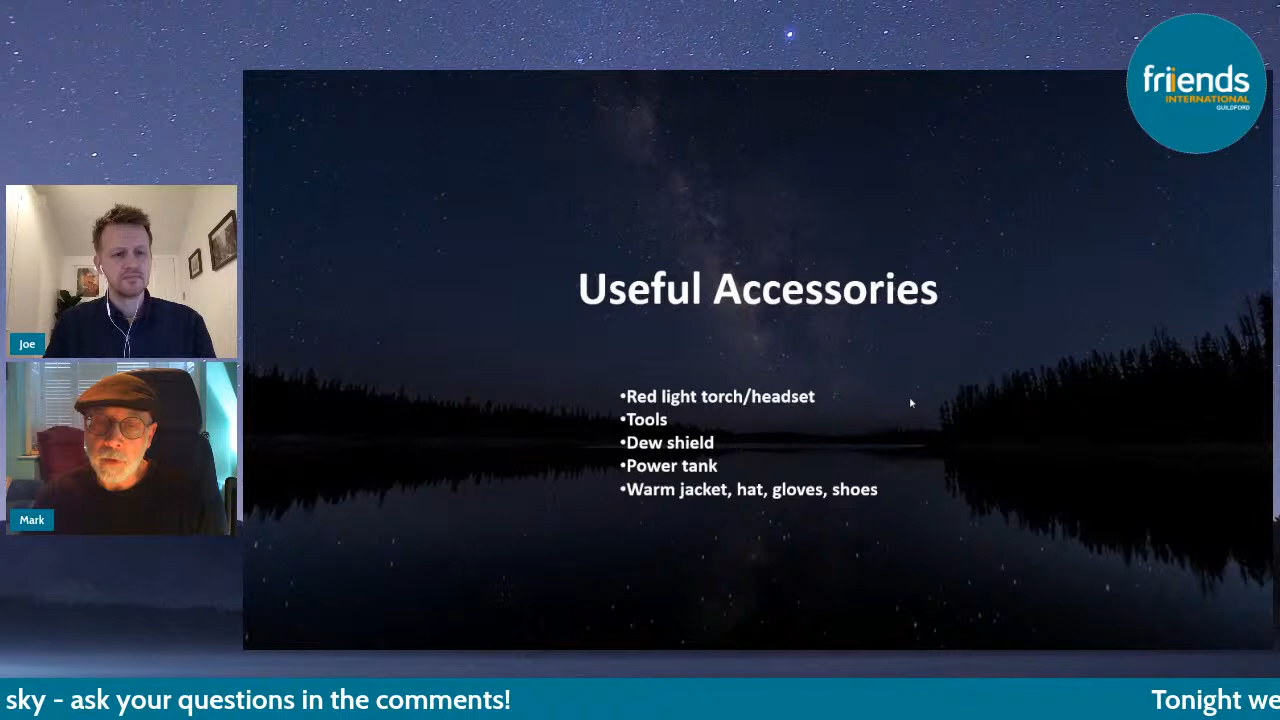 friends
INTERNATIONAL
GUILDFORD
Useful Accessories
•Red light torch/headset
•Tools
•Dew shield
•Power tank
•Warm jacket, hat, gloves, shoes
Joe
Mark
sky - ask your questions in the comments!
Tonight we